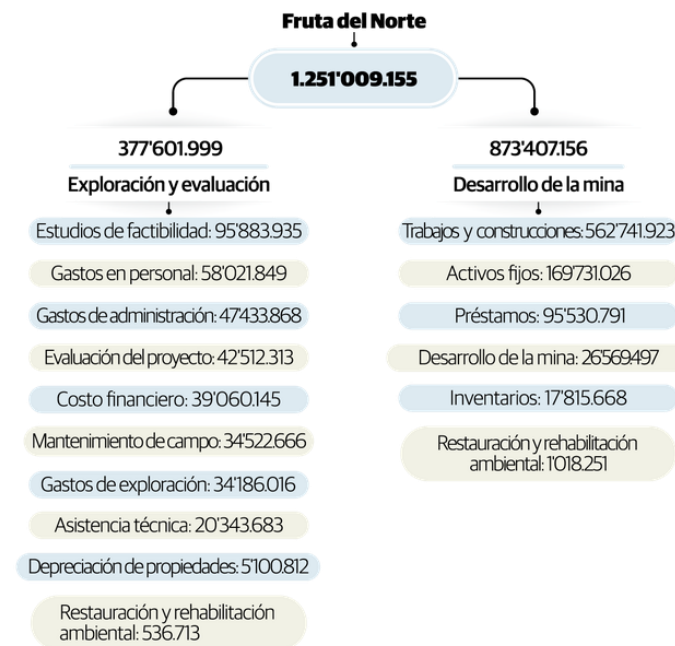 Fruta del Norte
1.251'009.155
377'601.999
Exploración y evaluación
Estudios de factibilidad: 95'883.935
Gastos en personal: 58'021.849
Gastos de administración: 47'433.868
Evaluación del proyecto: 42'512.313
Costo financiero: 39'060.145
Mantenimiento de campo: 34'522.666
Gastos de exploración: 34'186.016
Asistencia técnica: 20'343.683
Depreciación de propiedades: 5'100.812
Restauración y rehabilitación
ambiental: 536.713
873'407.156
Desarrollo de la mina
Trabajos y construcciones: 562'741.923
Activos fijos: 169'731.026
Préstamos: 95'530.791
Desarrollo de la mina: 26'569.497
Inventarios: 17'815.668
Restauración y rehabilitación
ambiental: 1'018.251